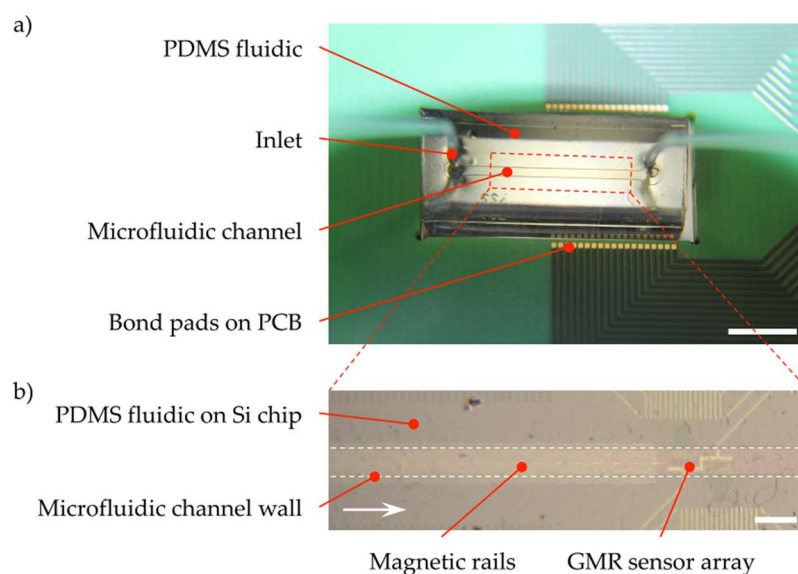 a)
PDMS fluidic
Inlet
Microfluidic channel
Bond pads on PCB
b)
PDMS fluidic on Si chip
Microfluidic channel wall
Magnetic rails
GMR sensor array